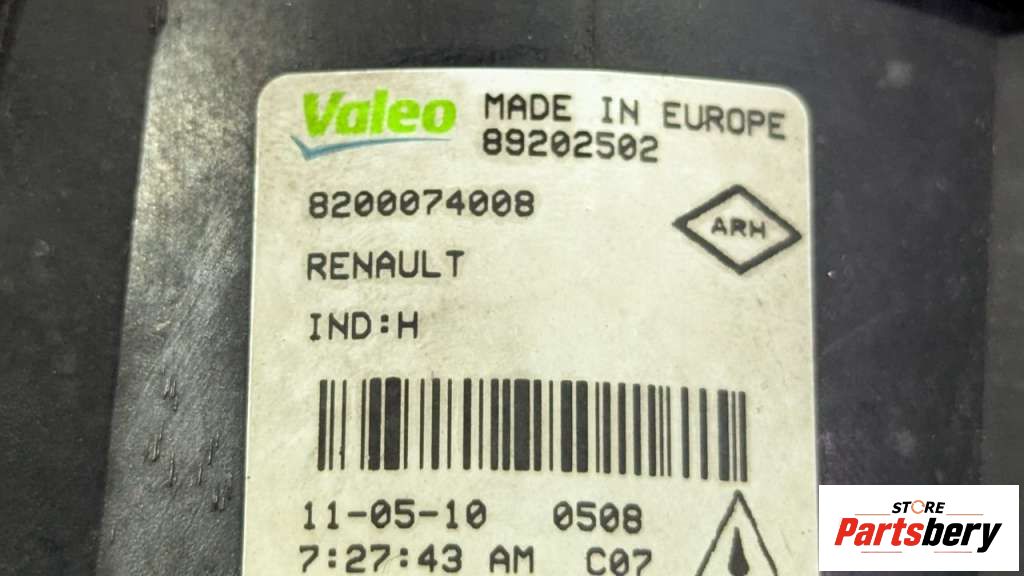 Valeo MADE IN EUROPE
89202502
8200074008
ARH
RENAULT
IND:H
11-05-10 0508
7:27:43 AM C07
STORE
Partsbery